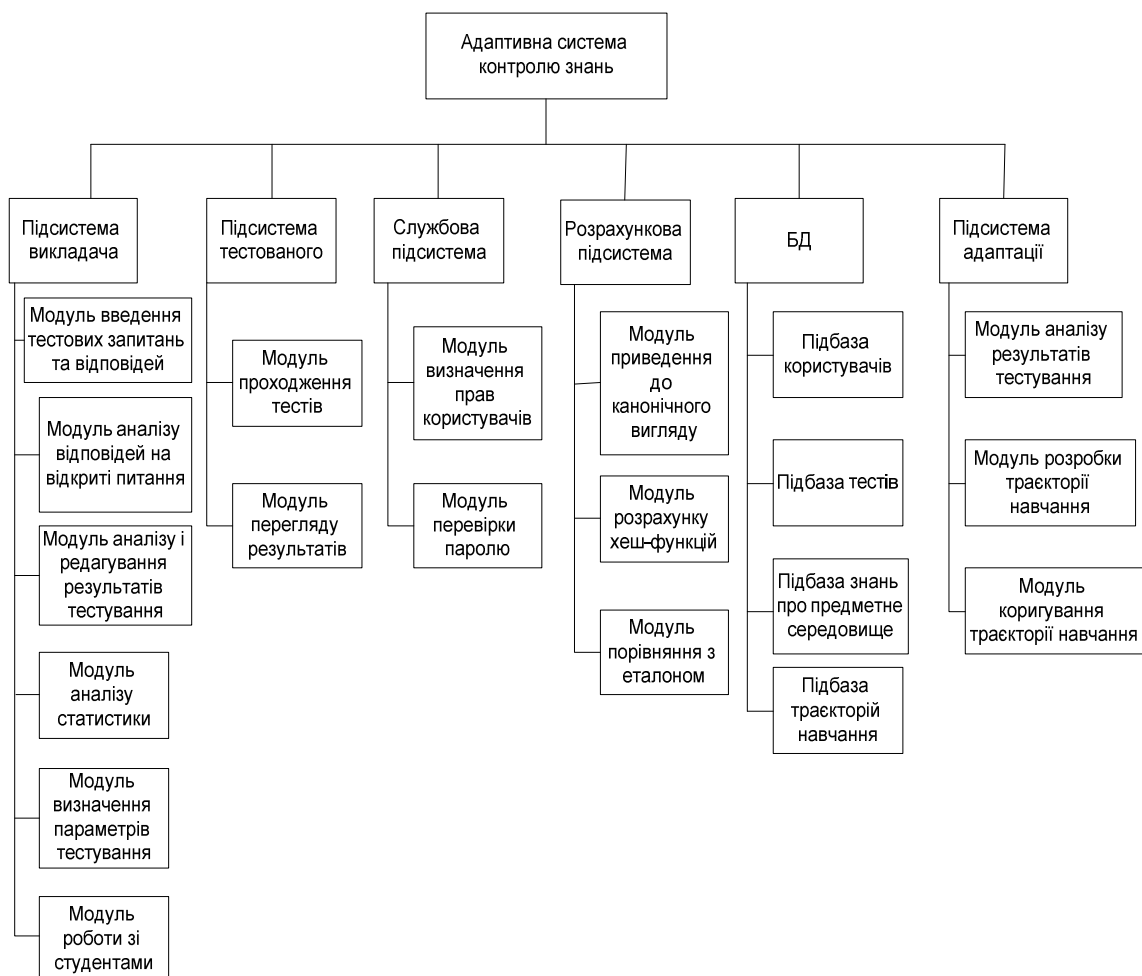 Адаптивна система
контролю знань
Підсистема
викладача
Підсистема
тестованого
Службова
підсистема
Розрахункова
підсистема
БД
Підсистема
адаптації
Модуль введення
тестових запитань
та відповідей
Модуль аналізу
відповідей на
відкриті питання
Модуль аналізу і
редагування
результатів
тестування
Модуль
аналізу
статистики
Модуль
визначення
параметрів
тестування
Модуль
роботи зі
студентами
Модуль
проходження
тестів
Модуль
перегляду
результатів
Модуль
визначення
прав
користувачів
Модуль
перевірки
паролю
Модуль
приведення до
канонічного
вигляду
Модуль
розрахунку
хеш–функцій
Модуль
порівняння з
еталоном
Підбаза
користувачів
Підбаза тестів
Підбаза знань
про предметне
середовище
Підбаза
траєкторій
навчання
Модуль аналізу
результатів
тестування
Модуль розробки
траєкторії
навчання
Модуль
коригування
траєкторії навчання